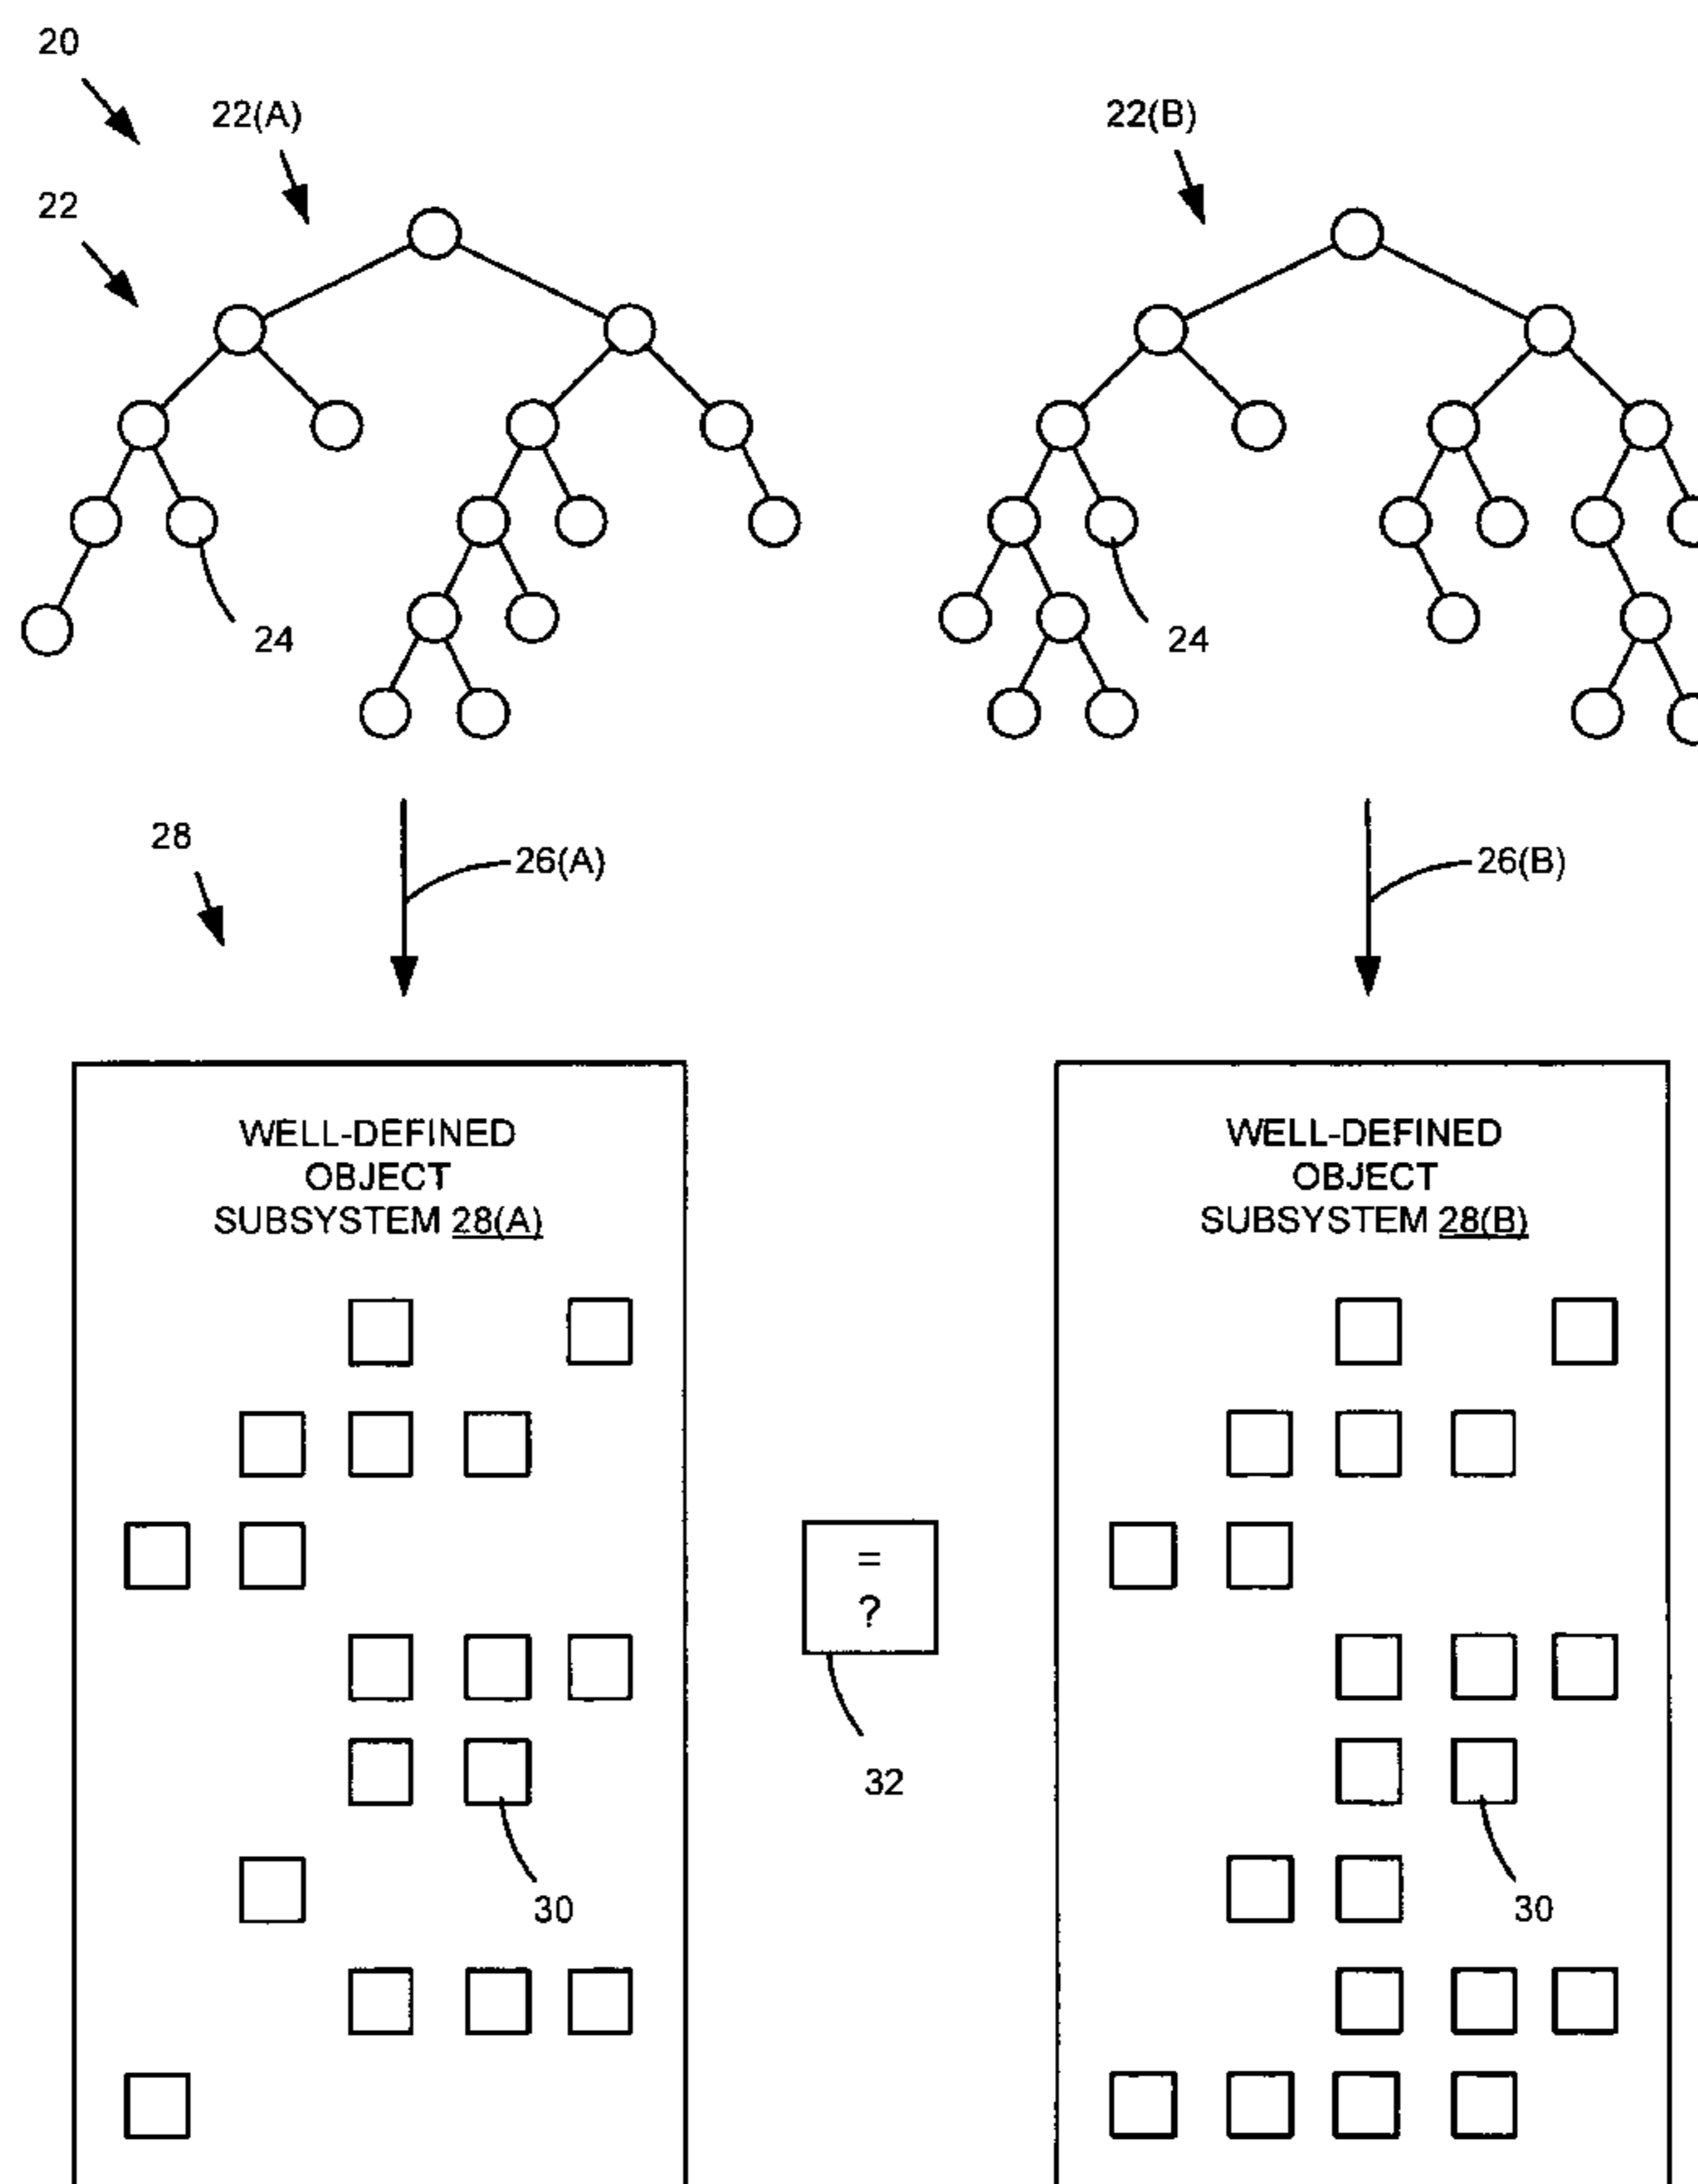 20
22(A)
22(B)
22
24
24
28
26(A)
26(B)
WELL-DEFINED
OBJECT
SUBSYSTEM 28(A)
WELL-DEFINED
OBJECT
SUBSYSTEM 28(B)
=
?
32
30
30